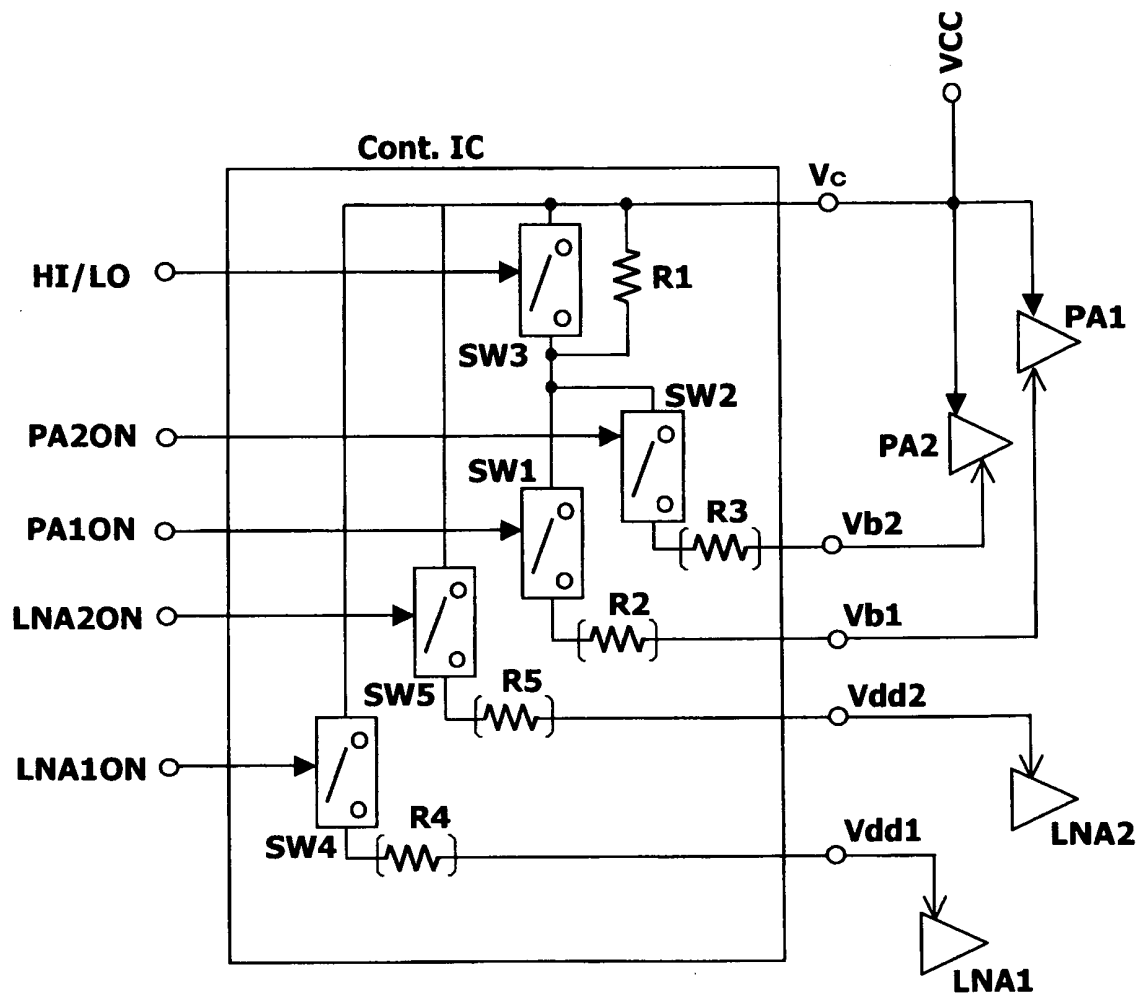 VCC
Cont. IC
Vc
HI/LO
R1
PA1
SW3
SW2
PA2ON
PA2
SW1
R3
Vb2
PA1ON
R2
Vb1
LNA2ON
R5
SW5
Vdd2
LNA1ON
R4
Vdd1
LNA2
SW4
LNA1